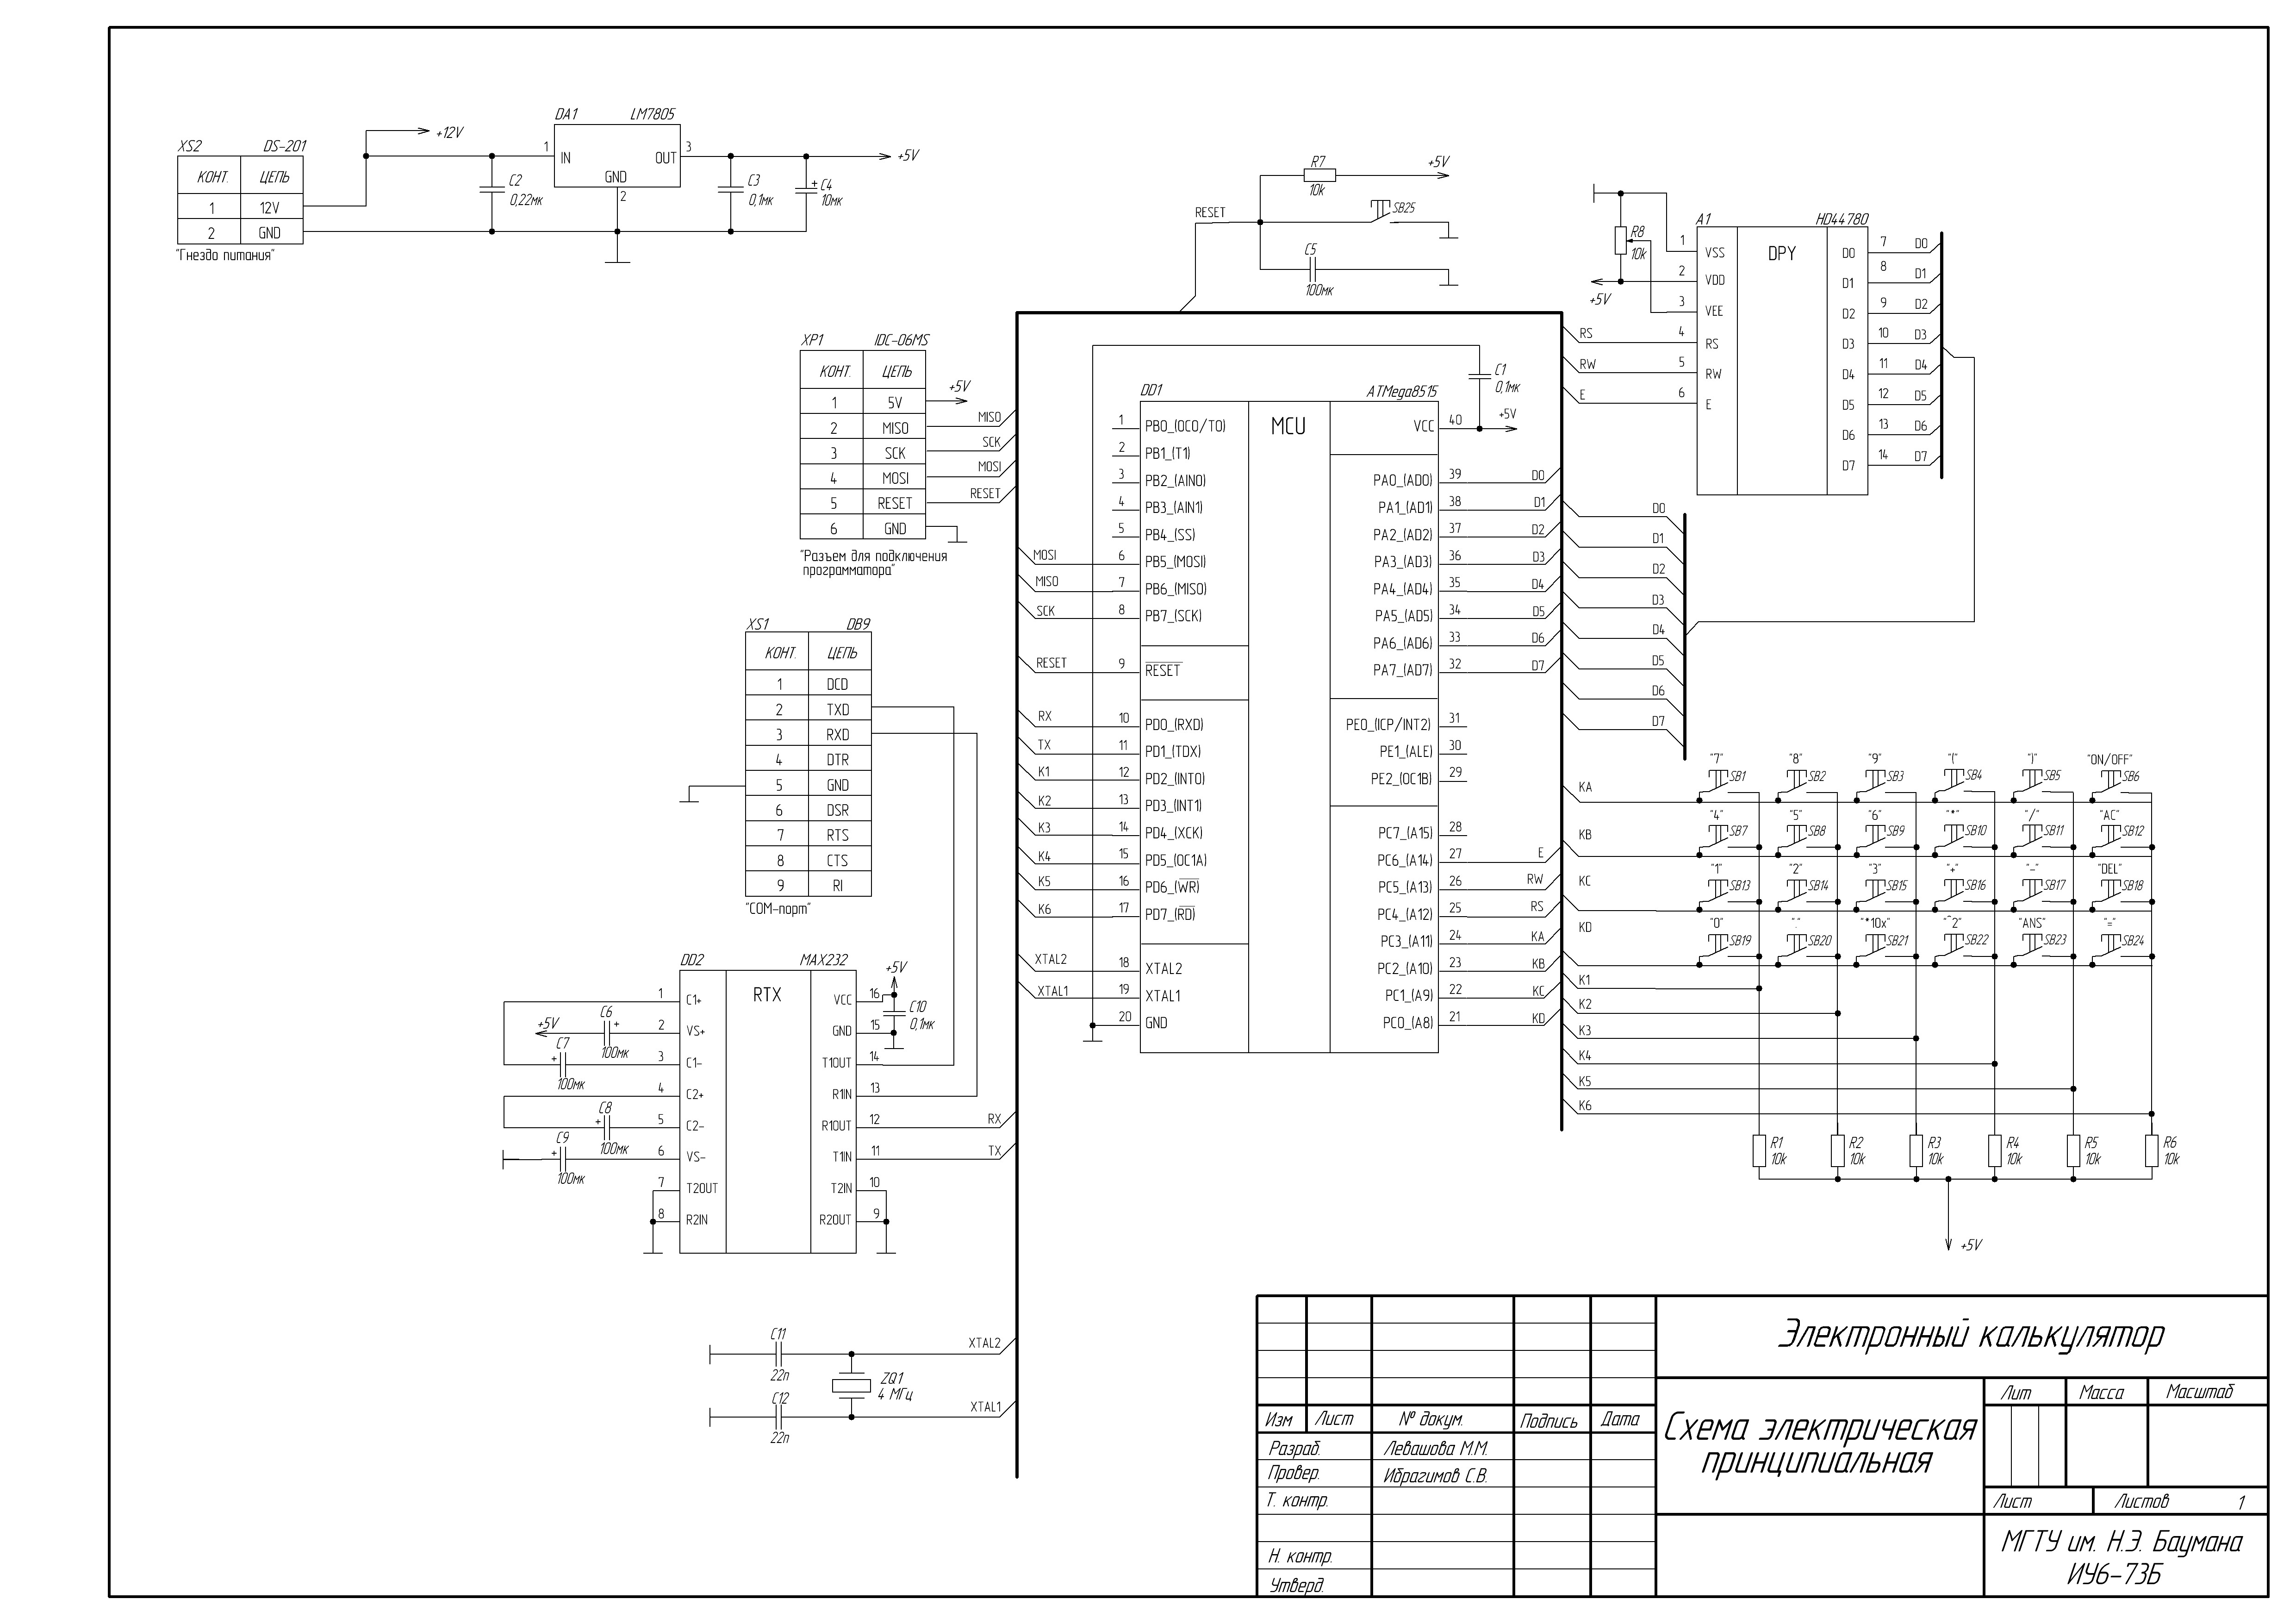 XS2 DS-201
КОНТ. ЦЕПЬ
1 12V
2 GND
"Гнездо питания"
+12V
DA1 LM7805
1 IN OUT 3
GND
2
C2
0,22мк
C3
0,1мк
+ C4
10мк
+5V
RESET
R7
10k
+5V
SB25
C5
100мк
A1 HD44780
DPY
R8
10k
+5V
1 VSS
2 VDD
3 VEE
RS 4 RS
RW 5 RW
E 6 E
D0 7 D0
D1 8 D1
D2 9 D2
D3 10 D3
D4 11 D4
D5 12 D5
D6 13 D6
D7 14 D7
XP1 IDC-06MS
КОНТ. ЦЕПЬ
1 5V +5V
2 MISO MISO
3 SCK SCK
4 MOSI MOSI
5 RESET RESET
6 GND
"Разъем для подключения
программатора"
DD1 ATMega8515
MCU
C1
0,1мк
+5V
1 PB0_(OC0/T0)
2 PB1_(T1)
3 PB2_(AIN0)
4 PB3_(AIN1)
5 PB4_(SS)
MOSI 6 PB5_(MOSI)
MISO 7 PB6_(MISO)
SCK 8 PB7_(SCK)
RESET 9 RESET
RX 10 PD0_(RXD)
TX 11 PD1_(TDX)
K1 12 PD2_(INT0)
K2 13 PD3_(INT1)
K3 14 PD4_(XCK)
K4 15 PD5_(OC1A)
K5 16 PD6_(WR)
K6 17 PD7_(RD)
XTAL2 18 XTAL2
XTAL1 19 XTAL1
20 GND
VCC 40
PA0_(AD0) 39 D0
PA1_(AD1) 38 D1
PA2_(AD2) 37 D2
PA3_(AD3) 36 D3
PA4_(AD4) 35 D4
PA5_(AD5) 34 D5
PA6_(AD6) 33 D6
PA7_(AD7) 32 D7
PE0_(ICP/INT2) 31
PE1_(ALE) 30
PE2_(OC1B) 29
PC7_(A15) 28
PC6_(A14) 27 E
PC5_(A13) 26 RW
PC4_(A12) 25 RS
PC3_(A11) 24 KA
PC2_(A10) 23 KB
PC1_(A9) 22 KC
PC0_(A8) 21 KD
D0
D1
D2
D3
D4
D5
D6
D7
XS1 DB9
КОНТ. ЦЕПЬ
1 DCD
2 TXD
3 RXD
4 DTR
5 GND
6 DSR
7 RTS
8 CTS
9 RI
"COM-порт"
"7" "8" "9" "(" ")" "ON/OFF"
KA SB1 SB2 SB3 SB4 SB5 SB6
"4" "5" "6" "*" "/" "AC"
KB SB7 SB8 SB9 SB10 SB11 SB12
"1" "2" "3" "+" "-" "DEL"
KC SB13 SB14 SB15 SB16 SB17 SB18
"0" "." "*10x" "^2" "ANS" "="
KD SB19 SB20 SB21 SB22 SB23 SB24
K1
K2
K3
K4
K5
K6
R1 R2 R3 R4 R5 R6
10k 10k 10k 10k 10k 10k
+5V
DD2 MAX232
RTX
+5V
C10
0,1мк
1 C1+ VCC 16
+5V C6 + 100мк 2 VS+ GND 15
C7 + 100мк 3 C1- T1OUT 14
4 C2+ R1IN 13
C8 + 100мк 5 C2- R1OUT 12 RX
C9 + 100мк 6 VS- T1IN 11 TX
7 T2OUT T2IN 10
8 R2IN R2OUT 9
C11
22п
XTAL2
ZQ1
4 МГц
C12
22п
XTAL1
Электронный калькулятор
Схема электрическая
принципиальная
Лит Масса Масштаб
Изм Лист № докум. Подпись Дата
Разраб. Левашова М.М.
Провер. Ибрагимов С.В.
Т. контр.
Лист Листов 1
Н. контр.
Утверд.
МГТУ им. Н.Э. Баумана
ИУ6-73Б